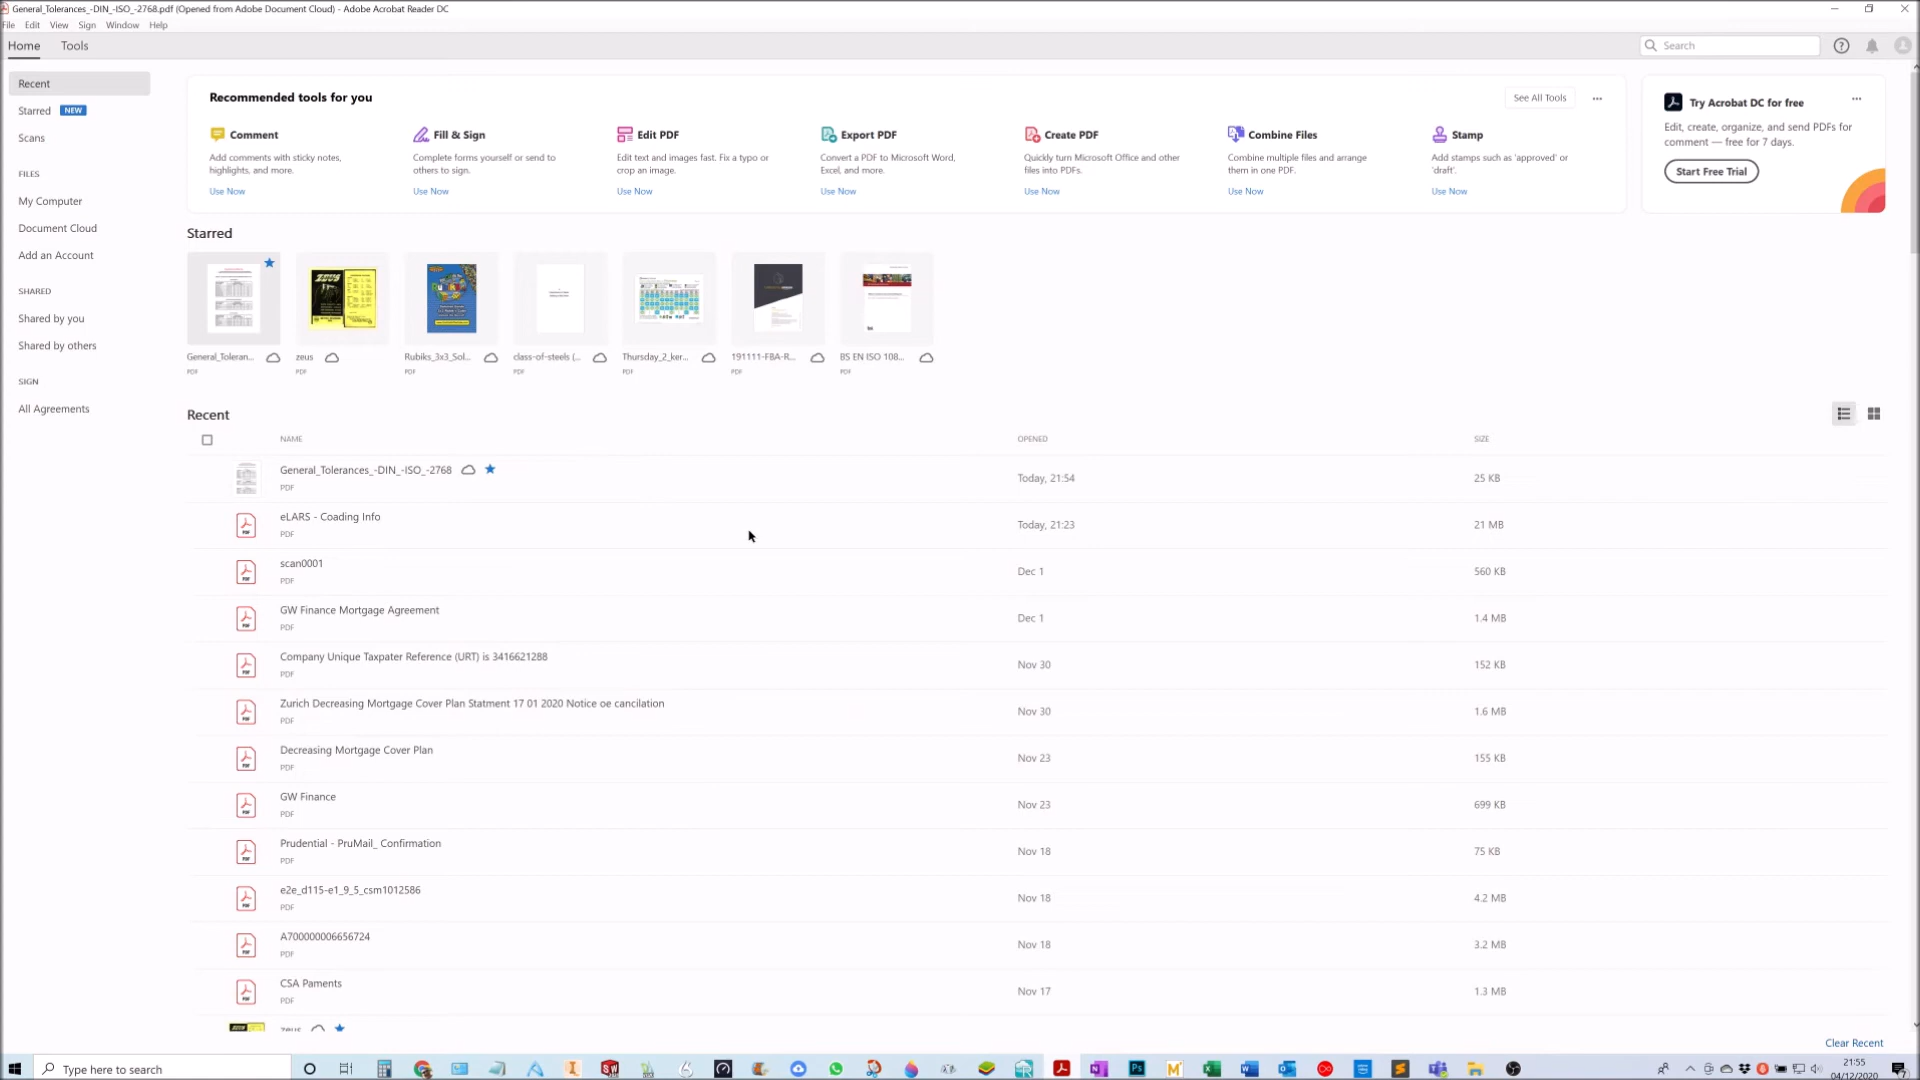 General_Tolerances_-DIN_-ISO_-2768.pdf (Opened from Adobe Document Cloud) - Adobe Acrobat Reader DC
File Edit View Sign Window Help
Home Tools
Search
Recent
Starred NEW
Scans
FILES
My Computer
Document Cloud
Add an Account
SHARED
Shared by you
Shared by others
SIGN
All Agreements
Recommended tools for you
See All Tools
Comment
Add comments with sticky notes,
highlights, and more.
Use Now
Fill & Sign
Complete forms yourself or send to
others to sign.
Use Now
Edit PDF
Edit text and images fast. Fix a typo or
crop an image.
Use Now
Export PDF
Convert a PDF to Microsoft Word,
Excel, and more.
Use Now
Create PDF
Quickly turn Microsoft Office and other
files into PDFs.
Use Now
Combine Files
Combine multiple files and arrange
them in one PDF.
Use Now
Stamp
Add stamps such as 'approved' or
'draft'.
Use Now
Try Acrobat DC for free
Edit, create, organize, and send PDFs for
comment — free for 7 days.
Start Free Trial
Starred
General_Toleran...
PDF
zeus
PDF
Rubiks_3x3_Sol...
PDF
class-of-steels (...
PDF
Thursday_2_ker...
PDF
191111-FBA-R...
PDF
BS EN ISO 108...
PDF
Recent
NAME OPENED SIZE
General_Tolerances_-DIN_-ISO_-2768
PDF
Today, 21:54 25 KB
eLARS - Coading Info
PDF
Today, 21:23 21 MB
scan0001
PDF
Dec 1 560 KB
GW Finance Mortgage Agreement
PDF
Dec 1 1.4 MB
Company Unique Taxpater Reference (URT) is 3416621288
PDF
Nov 30 152 KB
Zurich Decreasing Mortgage Cover Plan Statment 17 01 2020 Notice oe cancilation
PDF
Nov 30 1.6 MB
Decreasing Mortgage Cover Plan
PDF
Nov 23 155 KB
GW Finance
PDF
Nov 23 699 KB
Prudential - PruMail_ Confirmation
PDF
Nov 18 75 KB
e2e_d115-e1_9_5_csm1012586
PDF
Nov 18 4.2 MB
A700000006656724
PDF
Nov 18 3.2 MB
CSA Paments
PDF
Nov 17 1.3 MB
zeus
Clear Recent
Type here to search
21:55
04/12/2020